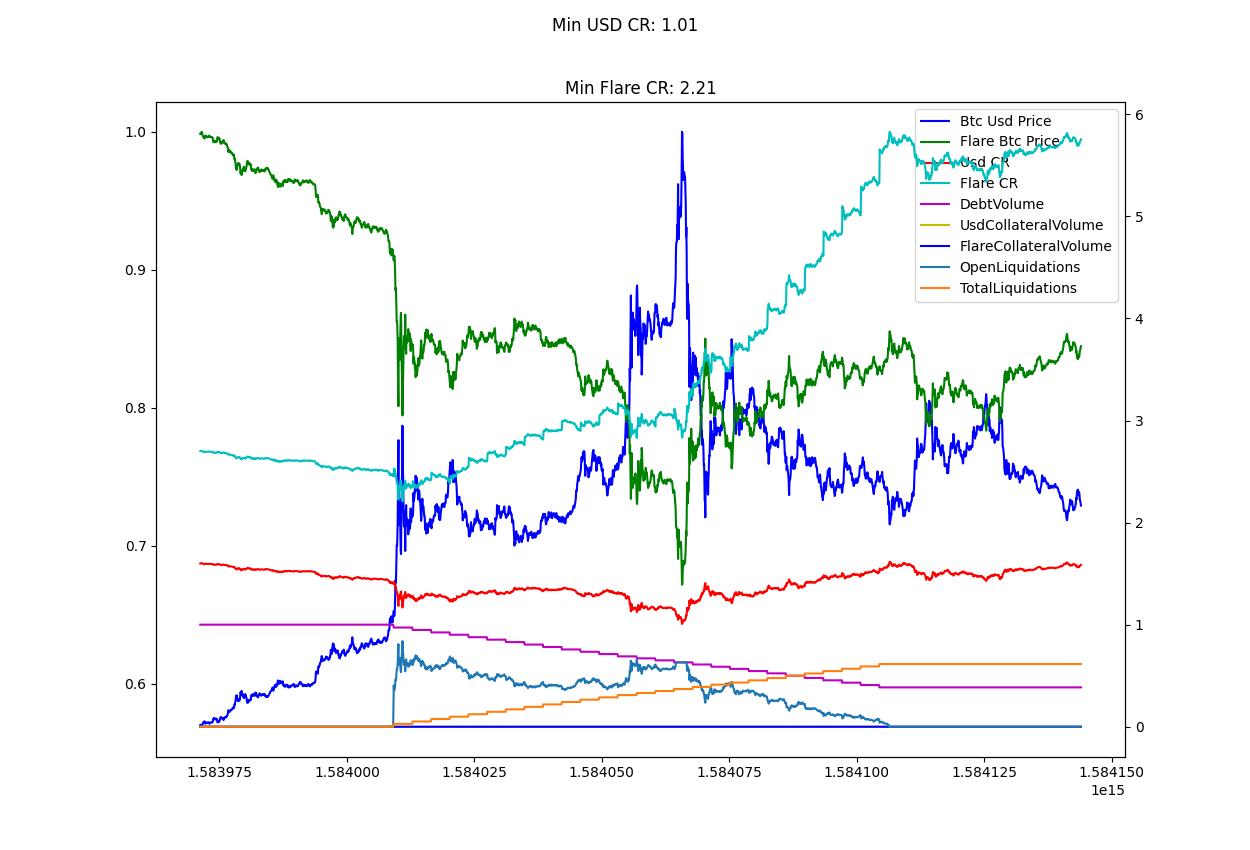 Min USD CR: 1.01
Min Flare CR: 2.21
1.0
0.9
0.8
0.7
0.6
6
5
4
3
2
1
0
Btc Usd Price
Flare Btc Price
Usd CR
Flare CR
DebtVolume
UsdCollateralVolume
FlareCollateralVolume
OpenLiquidations
TotalLiquidations
1.583975 1.584000 1.584025 1.584050 1.584075 1.584100 1.584125 1.584150
1e15